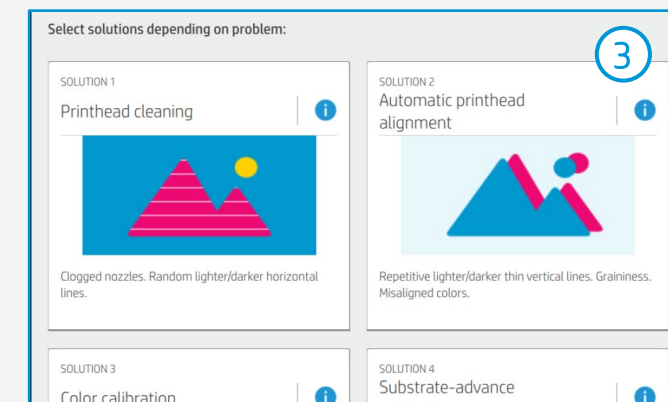 Select solutions depending on problem:
3
SOLUTION 1
Printhead cleaning
i
Clogged nozzles. Random lighter/darker horizontal
lines.
SOLUTION 2
Automatic printhead
alignment
i
Repetitive lighter/darker thin vertical lines. Graininess.
Misaligned colors.
SOLUTION 3
Color calibration
i
SOLUTION 4
Substrate-advance
i